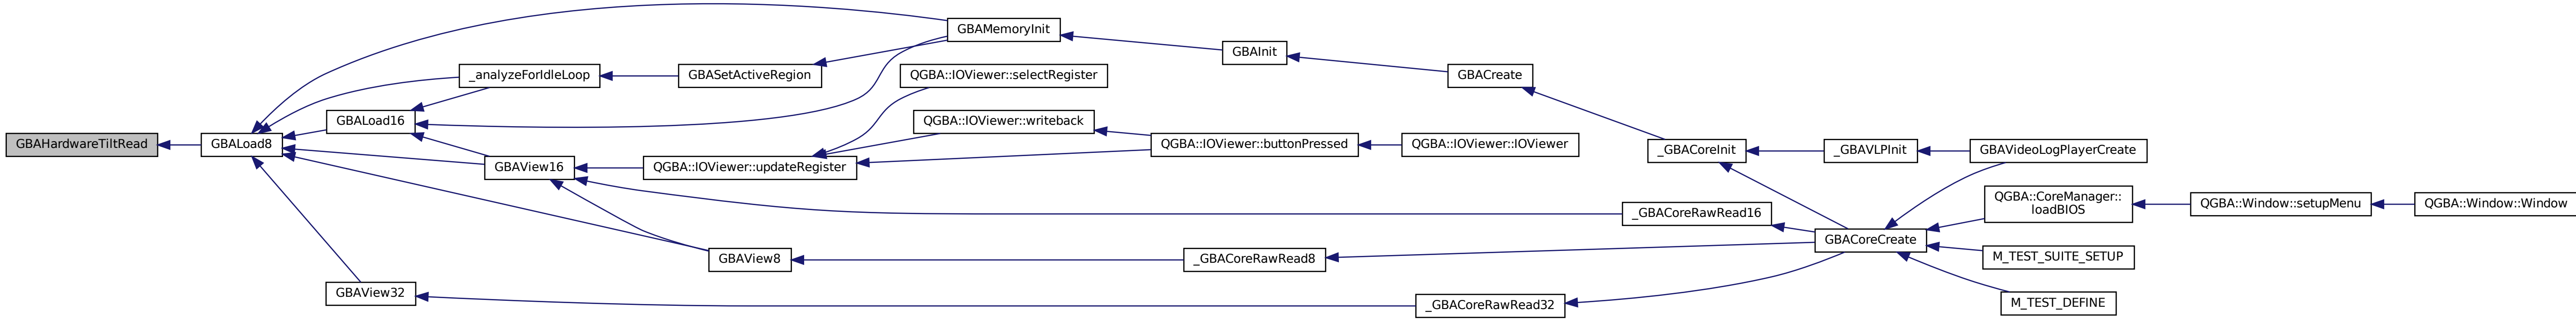 GBAHardwareTiltRead
GBALoad8
GBAMemoryInit
_analyzeForIdleLoop
GBASetActiveRegion
GBALoad16
GBAView16
GBAView8
GBAView32
QGBA::IOViewer::selectRegister
QGBA::IOViewer::writeback
QGBA::IOViewer::updateRegister
QGBA::IOViewer::buttonPressed
QGBA::IOViewer::IOViewer
GBAInit
GBACreate
_GBACoreInit
_GBAVLPInit
GBAVideoLogPlayerCreate
_GBACoreRawRead16
_GBACoreRawRead8
_GBACoreRawRead32
GBACoreCreate
QGBA::CoreManager::
loadBIOS
QGBA::Window::setupMenu
QGBA::Window::Window
M_TEST_SUITE_SETUP
M_TEST_DEFINE